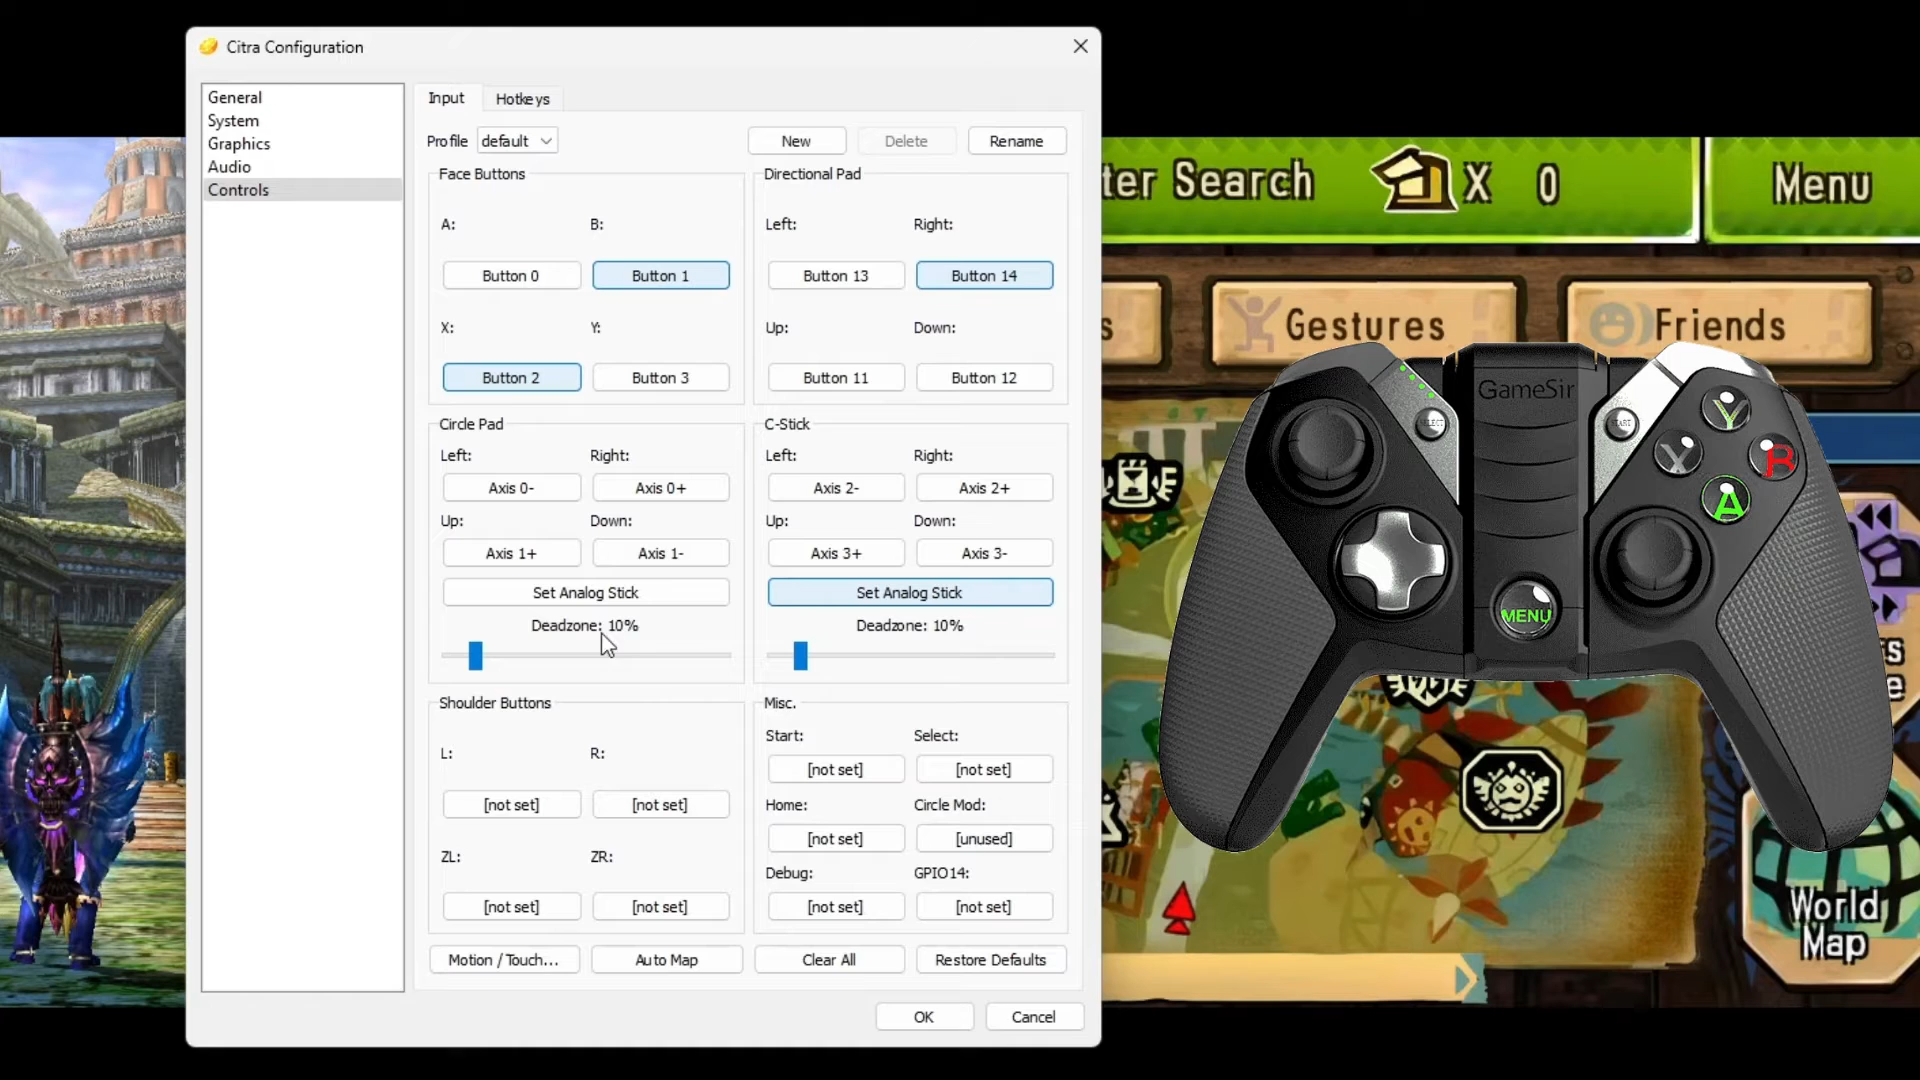 Citra Configuration
General
System
Graphics
Audio
Controls
Input Hotkeys
Profile default New Delete Rename
Face Buttons
A: B:
Button 0 Button 1
X: Y:
Button 2 Button 3
Directional Pad
Left: Right:
Button 13 Button 14
Up: Down:
Button 11 Button 12
Circle Pad
Left: Right:
Axis 0- Axis 0+
Up: Down:
Axis 1+ Axis 1-
Set Analog Stick
Deadzone: 10%
C-Stick
Left: Right:
Axis 2- Axis 2+
Up: Down:
Axis 3+ Axis 3-
Set Analog Stick
Deadzone: 10%
Shoulder Buttons
L: R:
[not set] [not set]
ZL: ZR:
[not set] [not set]
Misc.
Start: Select:
[not set] [not set]
Home: Circle Mod:
[not set] [unused]
Debug: GPIO14:
[not set] [not set]
Motion / Touch... Auto Map Clear All Restore Defaults
OK Cancel
ter Search X 0 Menu
s Gestures Friends
GameSir
SELECT START
Y
X B
A
MENU
s
e
World
Map